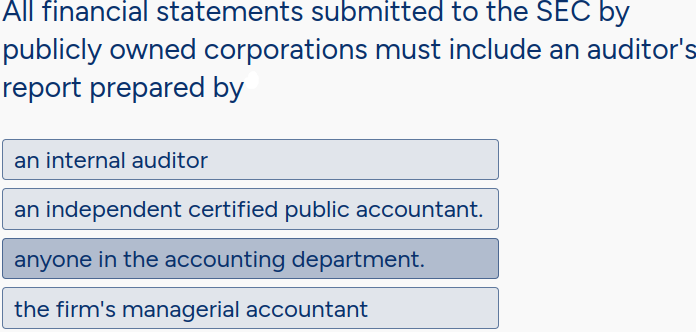 All financial statements submitted to the SEC by
publicly owned corporations must include an auditor's
report prepared by
an internal auditor
an independent certified public accountant.
anyone in the accounting department.
the firm's managerial accountant